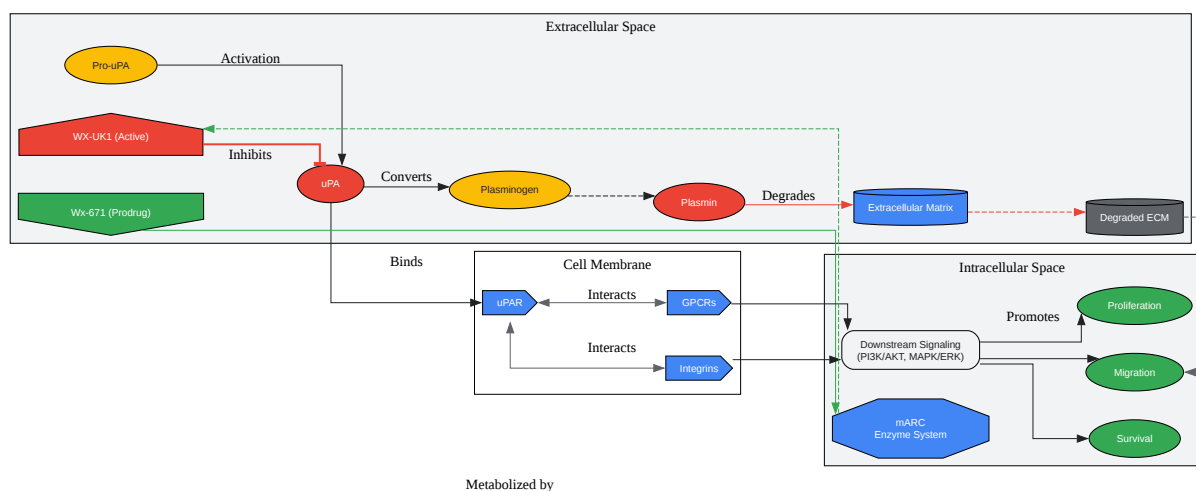 Extracellular Space
Pro-uPA
Activation
WX-UK1 (Active)
Inhibits
uPA
Converts
Plasminogen
Wx-671 (Prodrug)
Plasmin
Degrades
Extracellular Matrix
Degraded ECM
Binds
Cell Membrane
uPAR
Interacts
GPCRs
Interacts
Integrins
Intracellular Space
Proliferation
Promotes
Downstream Signaling
(PI3K/AKT, MAPK/ERK)
Migration
mARC
Enzyme System
Survival
Metabolized by